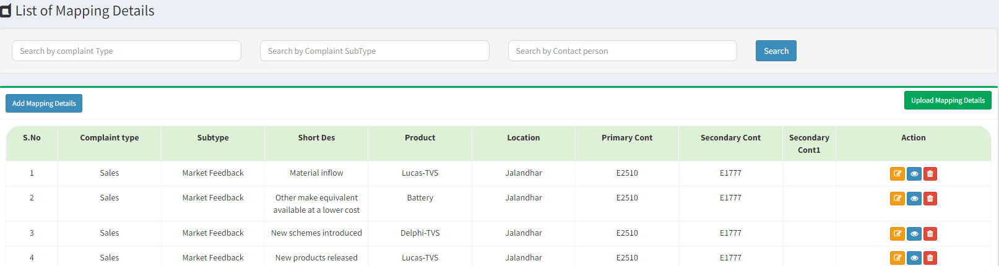 List of Mapping Details
Search by complaint Type
Search by Complaint SubType
Search by Contact person
Search
Add Mapping Details
Upload Mapping Details
S.No Complaint type Subtype Short Des Product Location Primary Cont Secondary Cont Secondary Cont1 Action
1 Sales Market Feedback Material inflow Lucas-TVS Jalandhar E2510 E1777
2 Sales Market Feedback Other make equivalent available at a lower cost Battery Jalandhar E2510 E1777
3 Sales Market Feedback New schemes introduced Delphi-TVS Jalandhar E2510 E1777
4 Sales Market Feedback New products released Lucas-TVS Jalandhar E2510 E1777